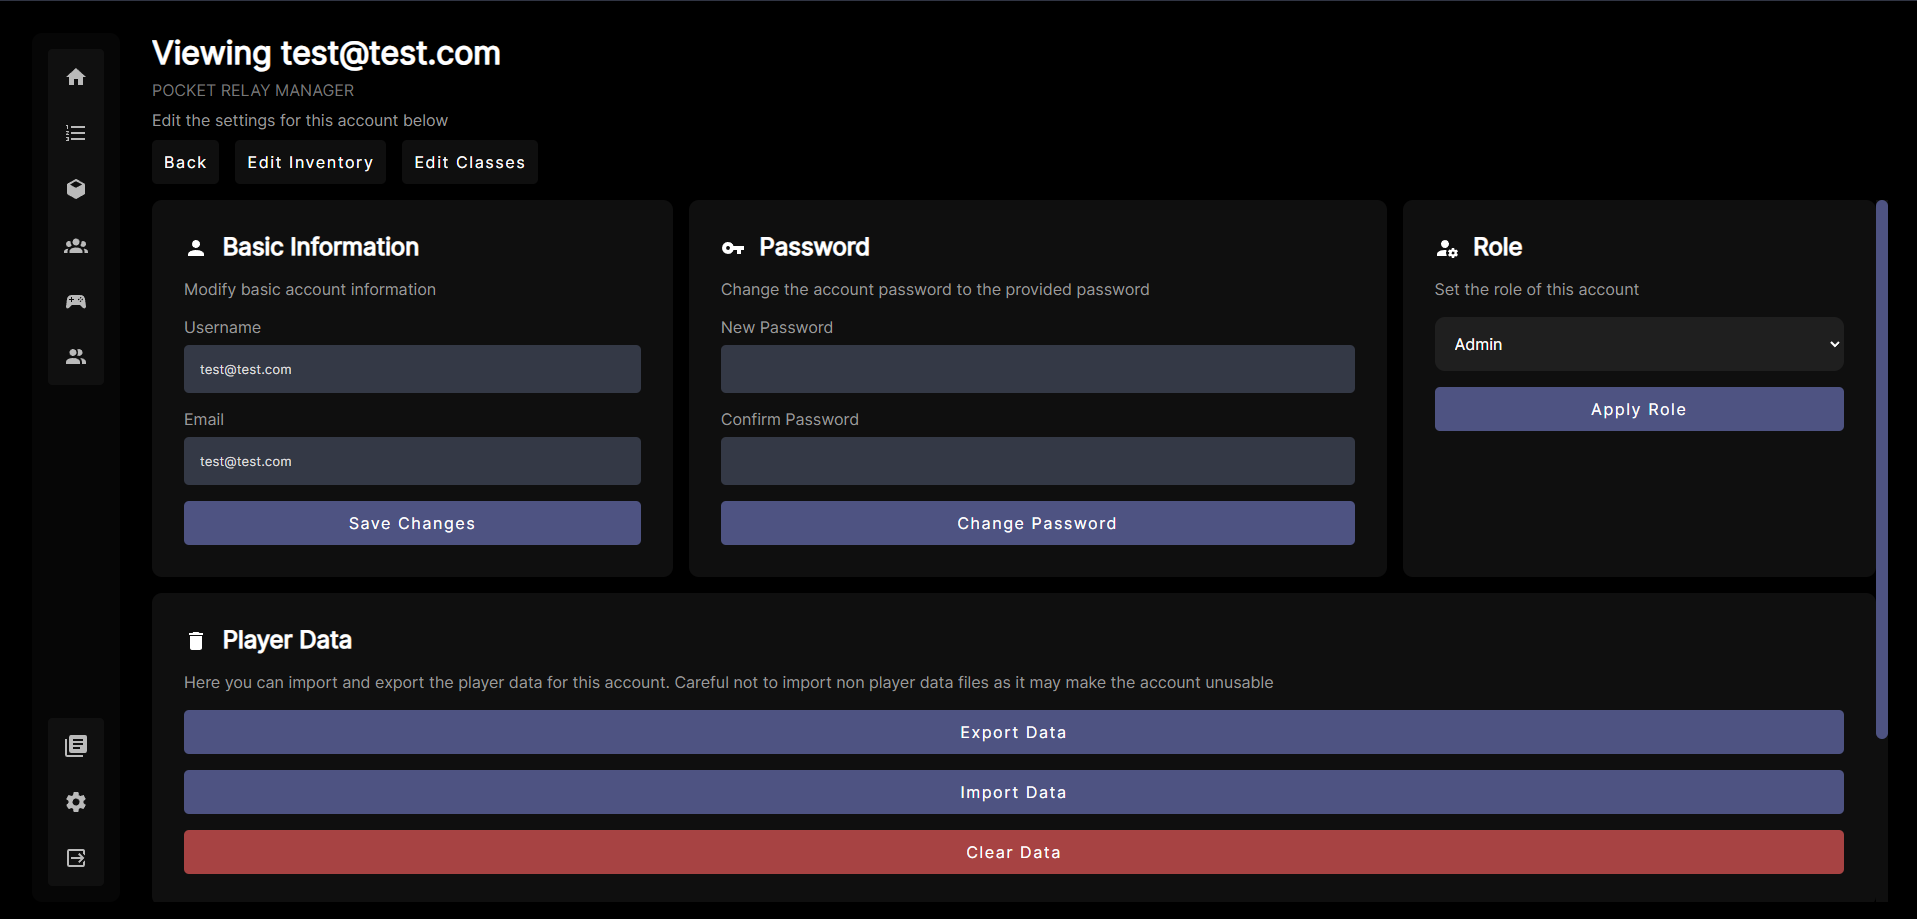 Viewing test@test.com
POCKET RELAY MANAGER
Edit the settings for this account below
Back
Edit Inventory
Edit Classes
Basic Information
Modify basic account information
Username
test@test.com
Email
test@test.com
Save Changes
Password
Change the account password to the provided password
New Password
Confirm Password
Change Password
Role
Set the role of this account
Admin
Apply Role
Player Data
Here you can import and export the player data for this account. Careful not to import non player data files as it may make the account unusable
Export Data
Import Data
Clear Data